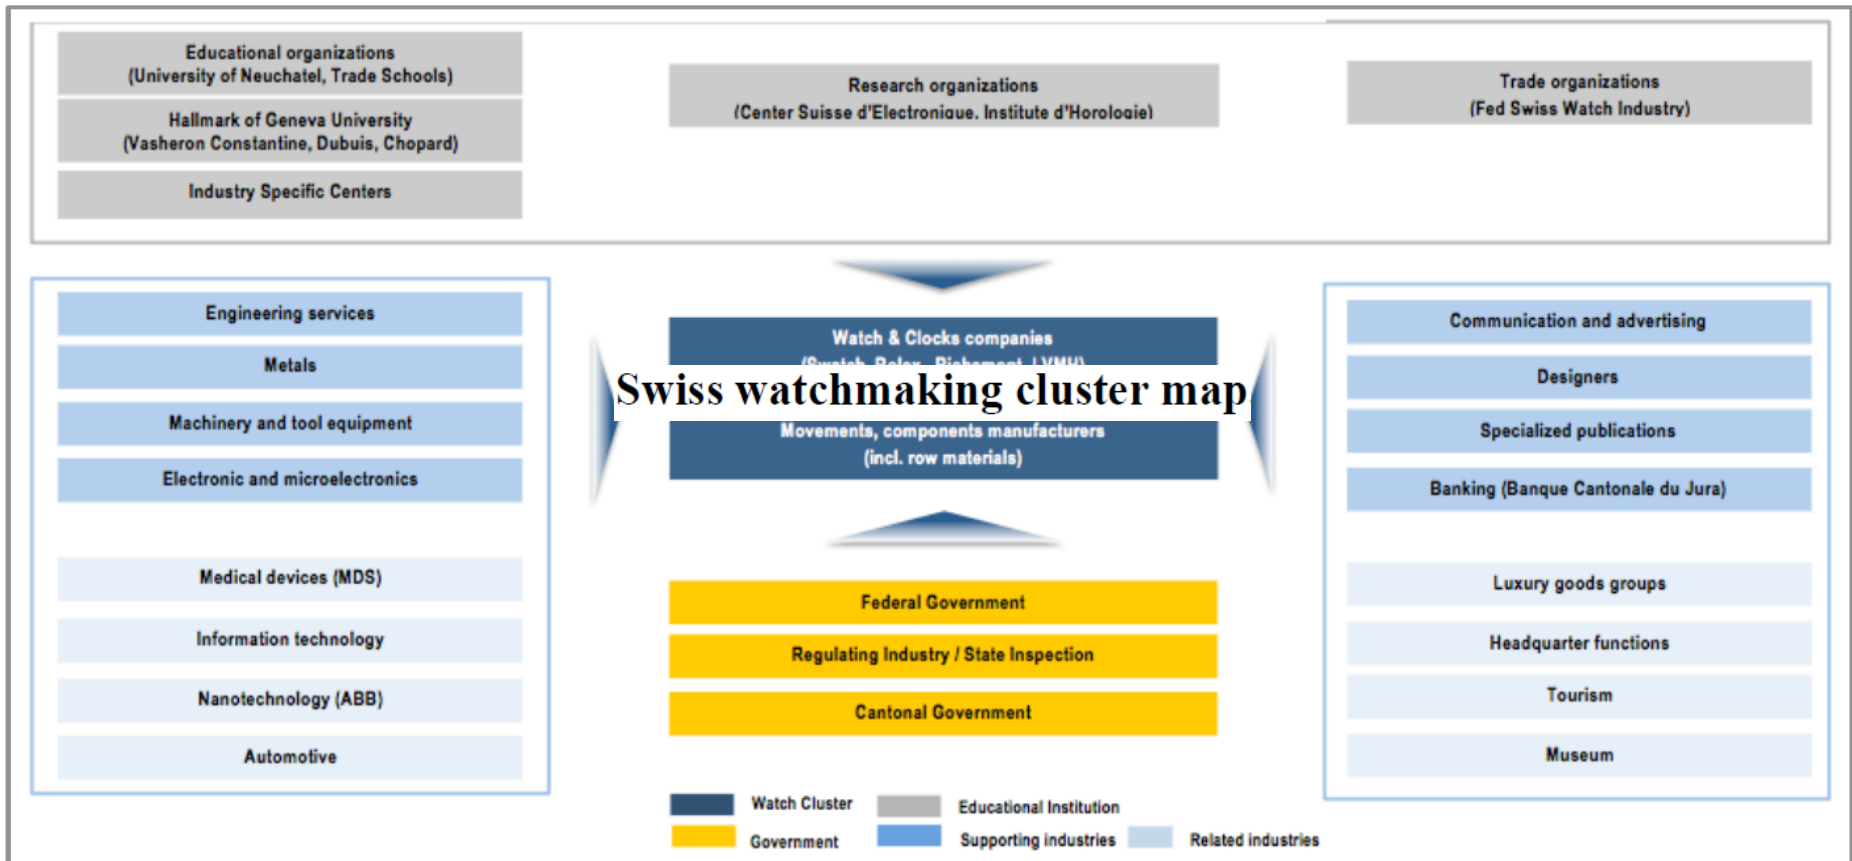 Educational organizations
(University of Neuchatel, Trade Schools)
Hallmark of Geneva University
(Vasheron Constantine, Dubuis, Chopard)
Industry Specific Centers
Research organizations
(Center Suisse d'Electronique. Institute d'Horologie)
Trade organizations
(Fed Swiss Watch Industry)
Engineering services
Metals
Machinery and tool equipment
Electronic and microelectronics
Medical devices (MDS)
Information technology
Nanotechnology (ABB)
Automotive
Watch & Clocks companies
(Swatch, Rolex, Richemont, LVMH)
Swiss watchmaking cluster map.
Movements, components manufacturers
(incl. row materials)
Federal Government
Regulating Industry / State Inspection
Cantonal Government
Communication and advertising
Designers
Specialized publications
Banking (Banque Cantonale du Jura)
Luxury goods groups
Headquarter functions
Tourism
Museum
Watch Cluster
Educational Institution
Government
Supporting industries
Related industries